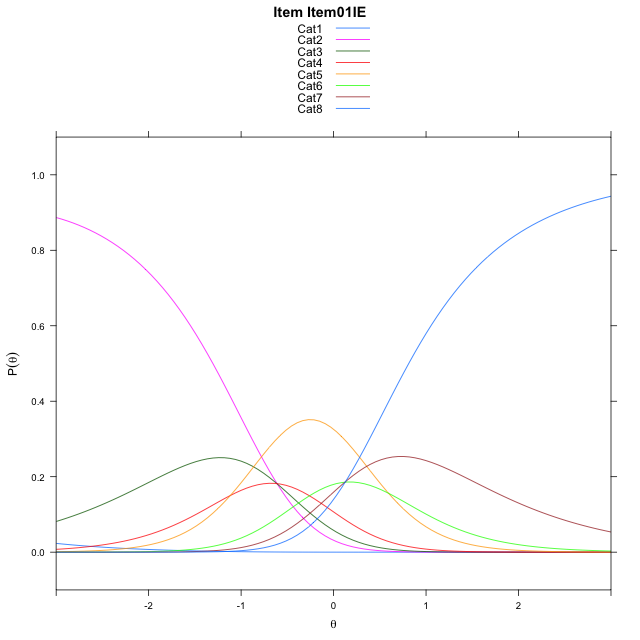 Item Item01IE
Cat1
Cat2
Cat3
Cat4
Cat5
Cat6
Cat7
Cat8
1.0
0.8
0.6
0.4
0.2
0.0
P(θ)
-2 -1 0 1 2
θ